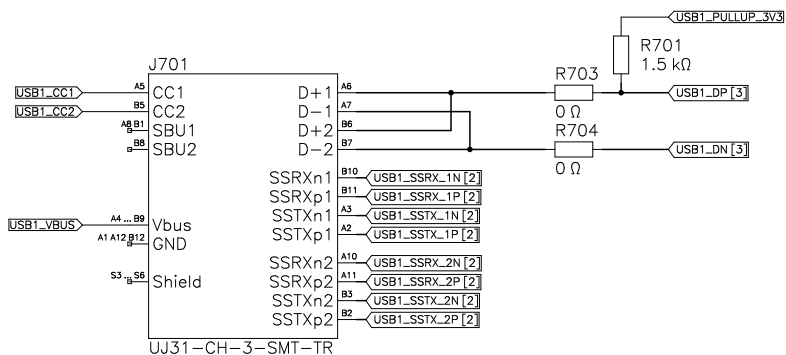 USB1_PULLUP_3V3
R701
1.5 kΩ
J701
R703
0 Ω
USB1_CC1 A5 CC1 D+1 A6 USB1_DP [3]
USB1_CC2 B5 CC2 D-1 A7
A8 B1 SBU1 D+2 B6
R704
B8 SBU2 D-2 B7 USB1_DN [3]
0 Ω
SSRXn1 B10 USB1_SSRX_1N [2]
SSRXp1 B11 USB1_SSRX_1P [2]
SSTXn1 A3 USB1_SSTX_1N [2]
USB1_VBUS A4 ... B9 Vbus SSTXp1 A2 USB1_SSTX_1P [2]
A1 A12 B12 GND
SSRXn2 A10 USB1_SSRX_2N [2]
S3 ... S6 Shield SSRXp2 A11 USB1_SSRX_2P [2]
SSTXn2 B3 USB1_SSTX_2N [2]
SSTXp2 B2 USB1_SSTX_2P [2]
UJ31-CH-3-SMT-TR